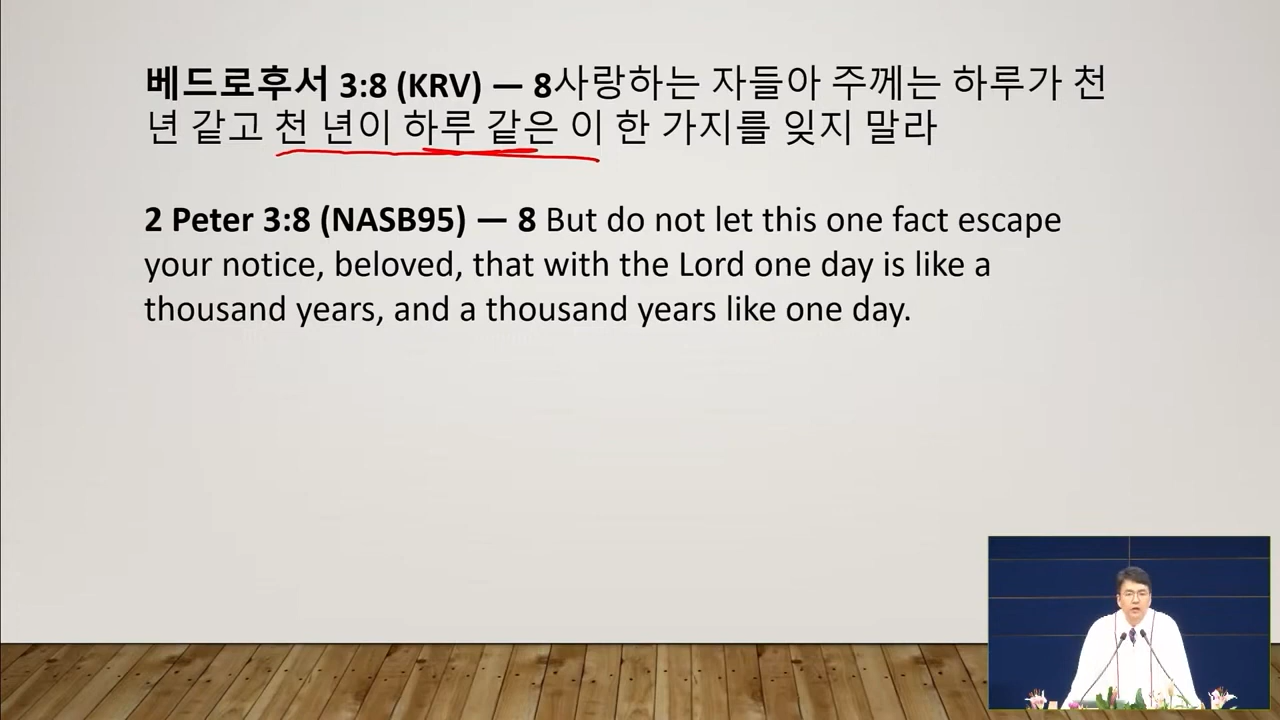 베드로후서 3:8 (KRV) — 8사랑하는 자들아 주께는 하루가 천
년 같고 천 년이 하루 같은 이 한 가지를 잊지 말라
2 Peter 3:8 (NASB95) — 8 But do not let this one fact escape
your notice, beloved, that with the Lord one day is like a
thousand years, and a thousand years like one day.